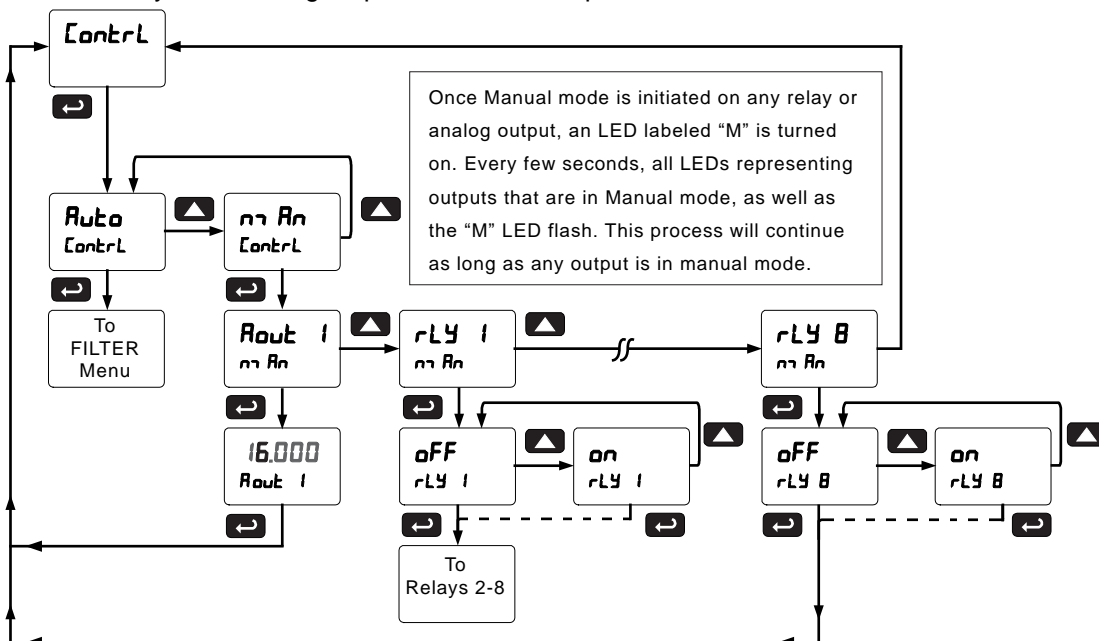 ContrL
Once Manual mode is initiated on any relay or
analog output, an LED labeled “M” is turned
on. Every few seconds, all LEDs representing
outputs that are in Manual mode, as well as
the “M” LED flash. This process will continue
as long as any output is in manual mode.
Auto
ContrL
mAn
ContrL
To
FILTER
Menu
Aout 1
mAn
rLY 1
mAn
rLY 8
mAn
16.000
Aout 1
oFF
rLY 1
on
rLY 1
oFF
rLY 8
on
rLY 8
To
Relays 2-8